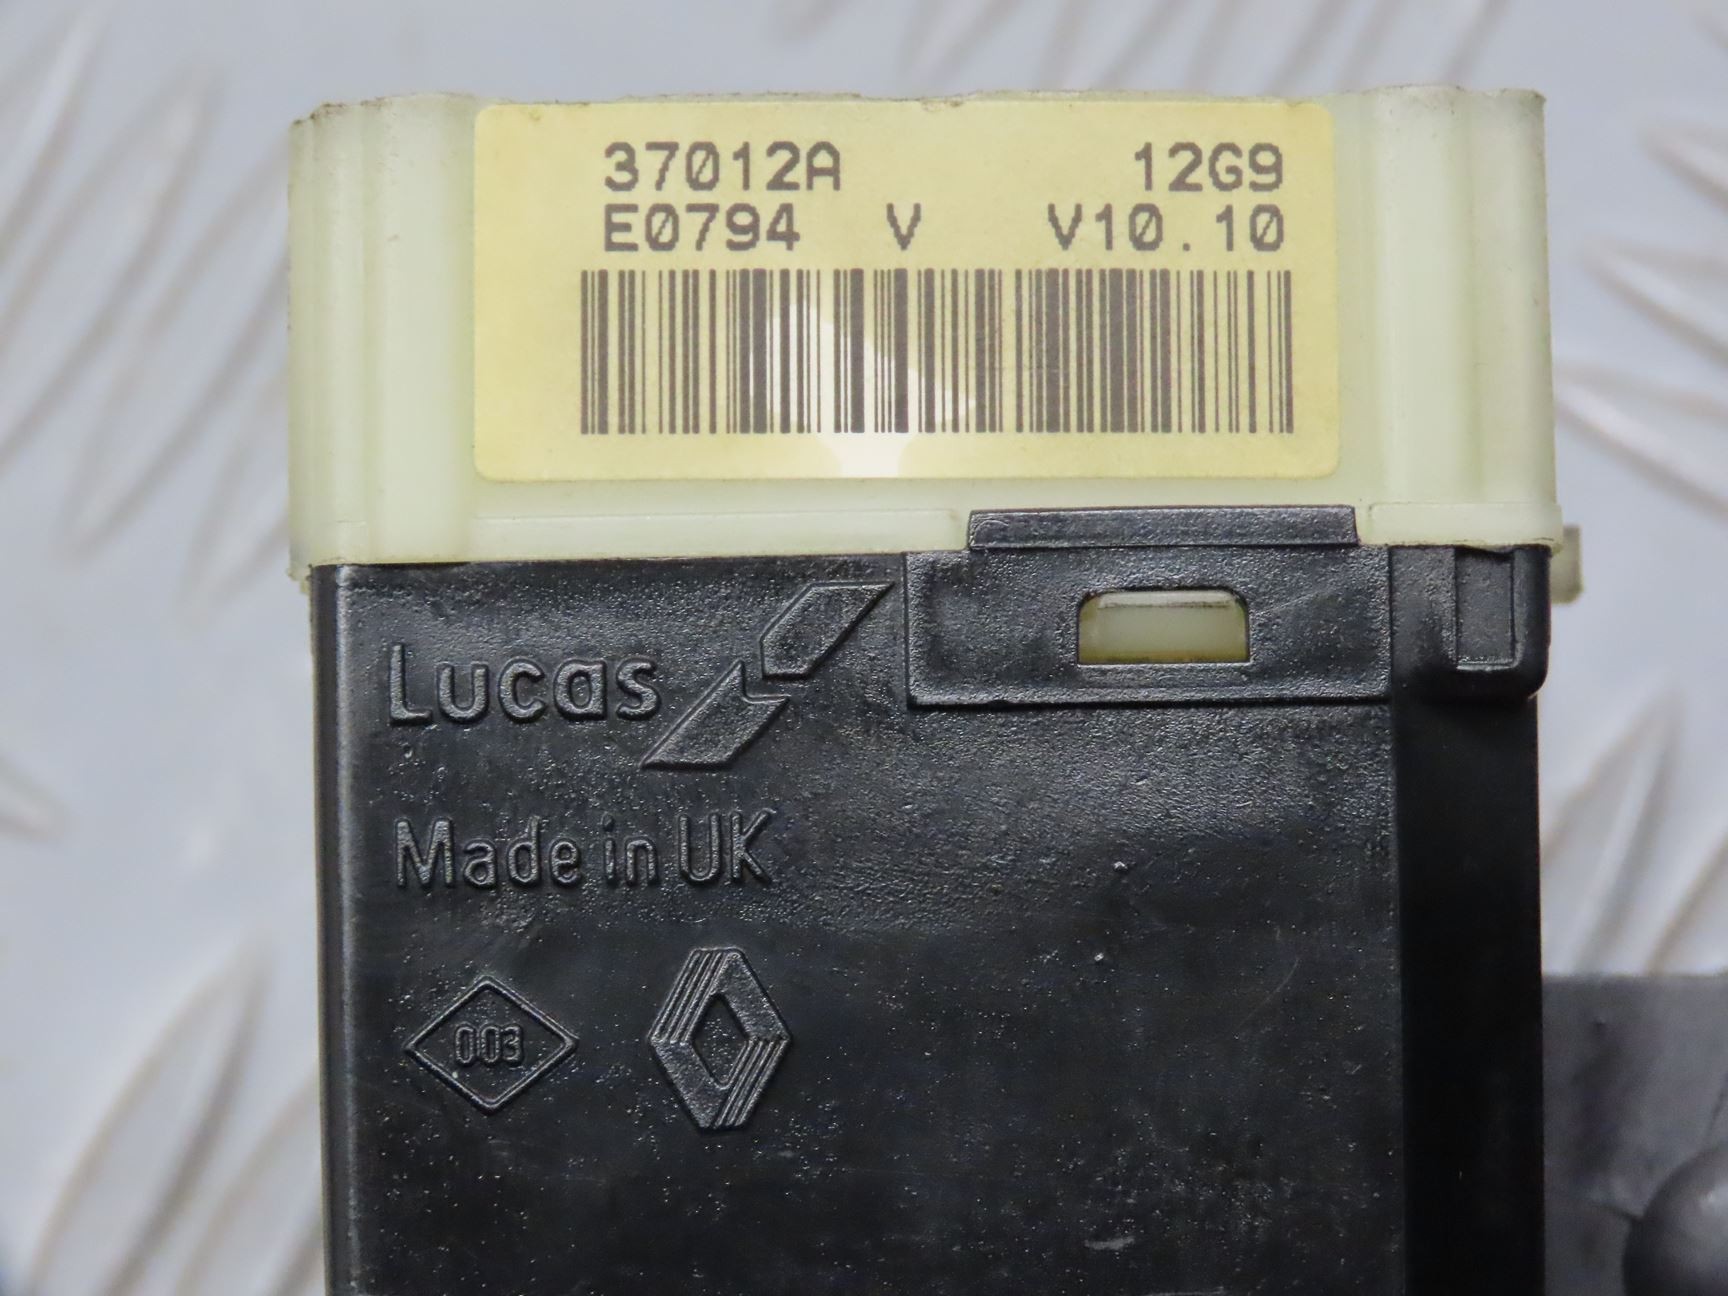 37012A 12G9
E0794 V V10.10
Lucas
Made in UK
003